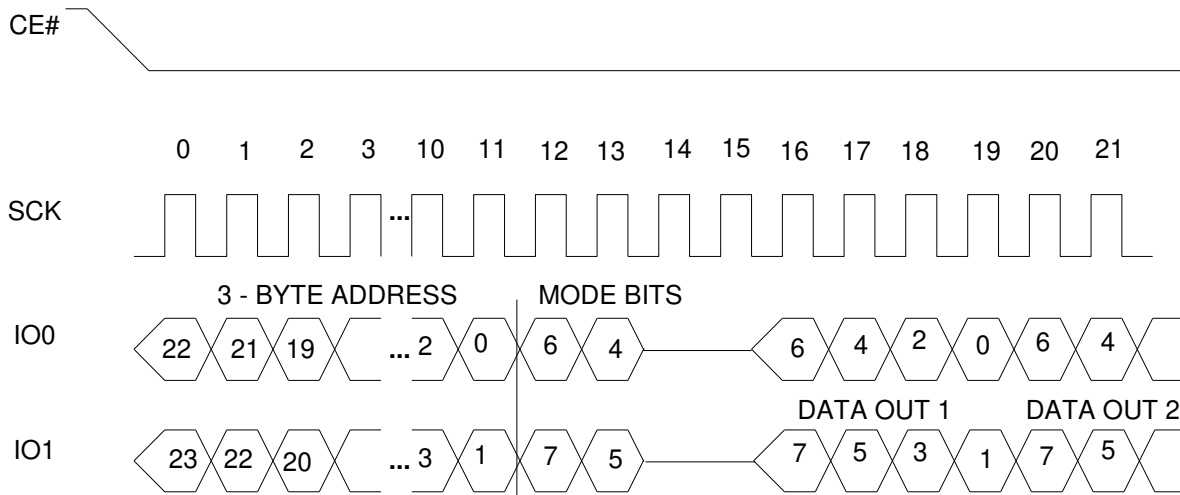 CE#
0 1 2 3 10 11 12 13 14 15 16 17 18 19 20 21
SCK ...
3 - BYTE ADDRESS MODE BITS
IO0 22 21 19 ... 2 0 6 4 6 4 2 0 6 4
DATA OUT 1 DATA OUT 2
IO1 23 22 20 ... 3 1 7 5 7 5 3 1 7 5